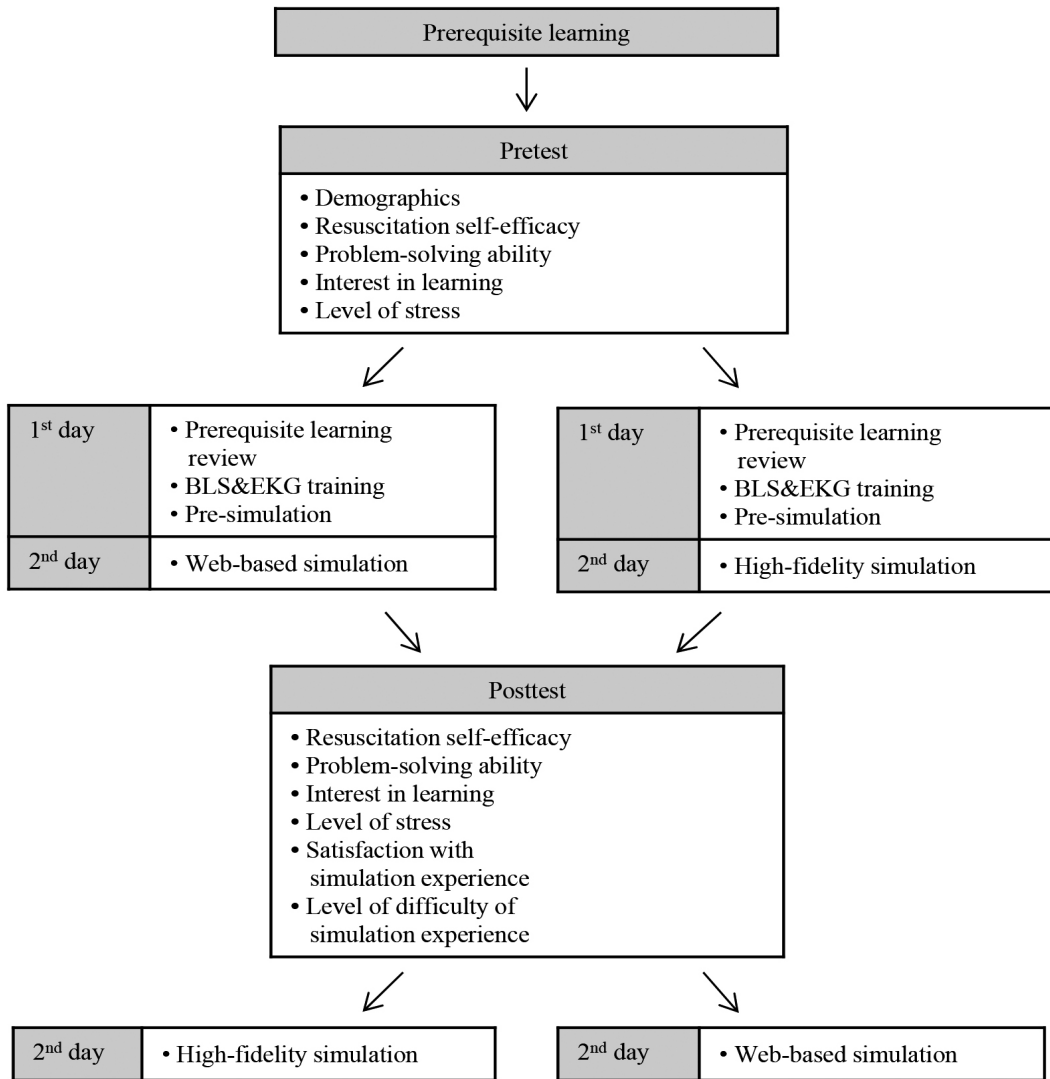 Prerequisite learning
Pretest
• Demographics
• Resuscitation self-efficacy
• Problem-solving ability
• Interest in learning
• Level of stress
1st day
• Prerequisite learning
review
• BLS&EKG training
• Pre-simulation
2nd day
• Web-based simulation
1st day
• Prerequisite learning
review
• BLS&EKG training
• Pre-simulation
2nd day
• High-fidelity simulation
Posttest
• Resuscitation self-efficacy
• Problem-solving ability
• Interest in learning
• Level of stress
• Satisfaction with
simulation experience
• Level of difficulty of
simulation experience
2nd day
• High-fidelity simulation
2nd day
• Web-based simulation